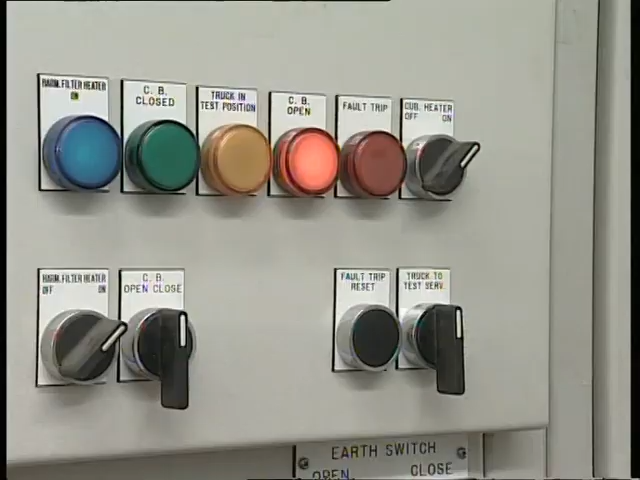 HARM.FILTER HEATER
ON
C. B.
CLOSED
TRUCK IN
TEST POSITION
C. B.
OPEN
FAULT TRIP
CUB. HEATER
OFF ON
HARM.FILTER HEATER
OFF ON
C. B.
OPEN CLOSE
FAULT TRIP
RESET
TRUCK TO
TEST SERV.
EARTH SWITCH
OPEN CLOSE